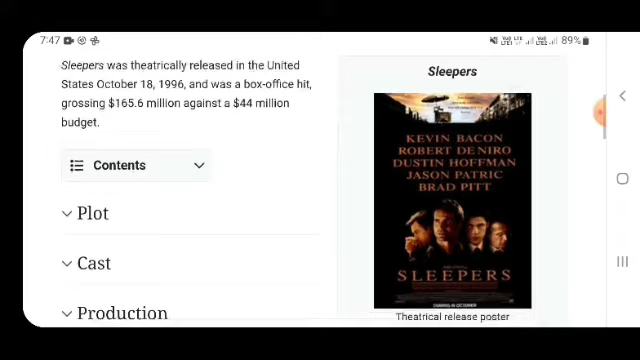 7:47
89%
Sleepers was theatrically released in the United
States October 18, 1996, and was a box-office hit,
grossing $165.6 million against a $44 million
budget.
Contents
Plot
Cast
Production
Sleepers
KEVIN BACON
ROBERT DE NIRO
DUSTIN HOFFMAN
JASON PATRIC
BRAD PITT
SLEEPERS
Theatrical release poster